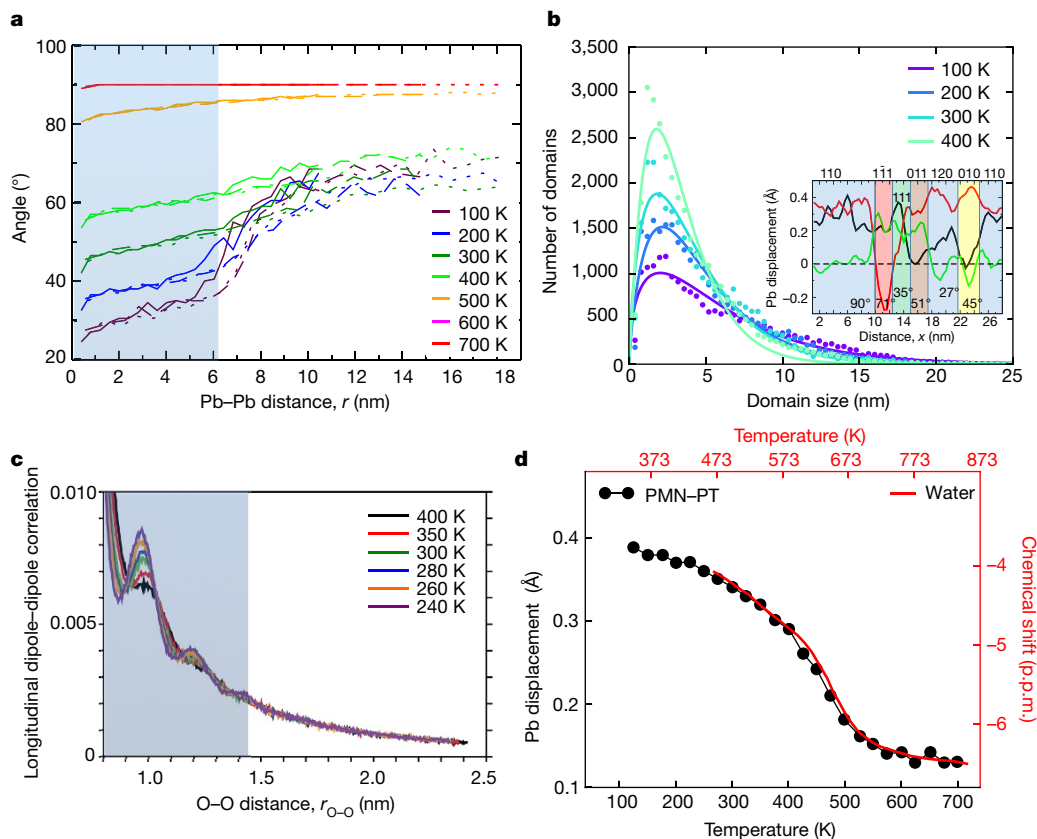 a
100
80
60
40
20
Angle (°)
0 2 4 6 8 10 12 14 16 18
Pb–Pb distance, r (nm)
100 K
200 K
300 K
400 K
500 K
600 K
700 K
b
3,500
3,000
2,500
2,000
1,500
1,000
500
0
Number of domains
0 5 10 15 20 25
Domain size (nm)
100 K
200 K
300 K
400 K
110 1̄11 111 011 120 010 110
0.4
0.2
0
−0.2
Pb displacement (Å)
90° 71° 35° 51° 27° 45°
2 6 10 14 18 22 26
Distance, x (nm)
c
0.010
0.005
0
Longitudinal dipole–dipole correlation
1.0 1.5 2.0 2.5
O–O distance, rO–O (nm)
400 K
350 K
300 K
280 K
260 K
240 K
d
Temperature (K)
373 473 573 673 773 873
PMN–PT
Water
0.4
0.3
0.2
0.1
Pb displacement (Å)
−4
−5
−6
Chemical shift (p.p.m.)
100 200 300 400 500 600 700
Temperature (K)